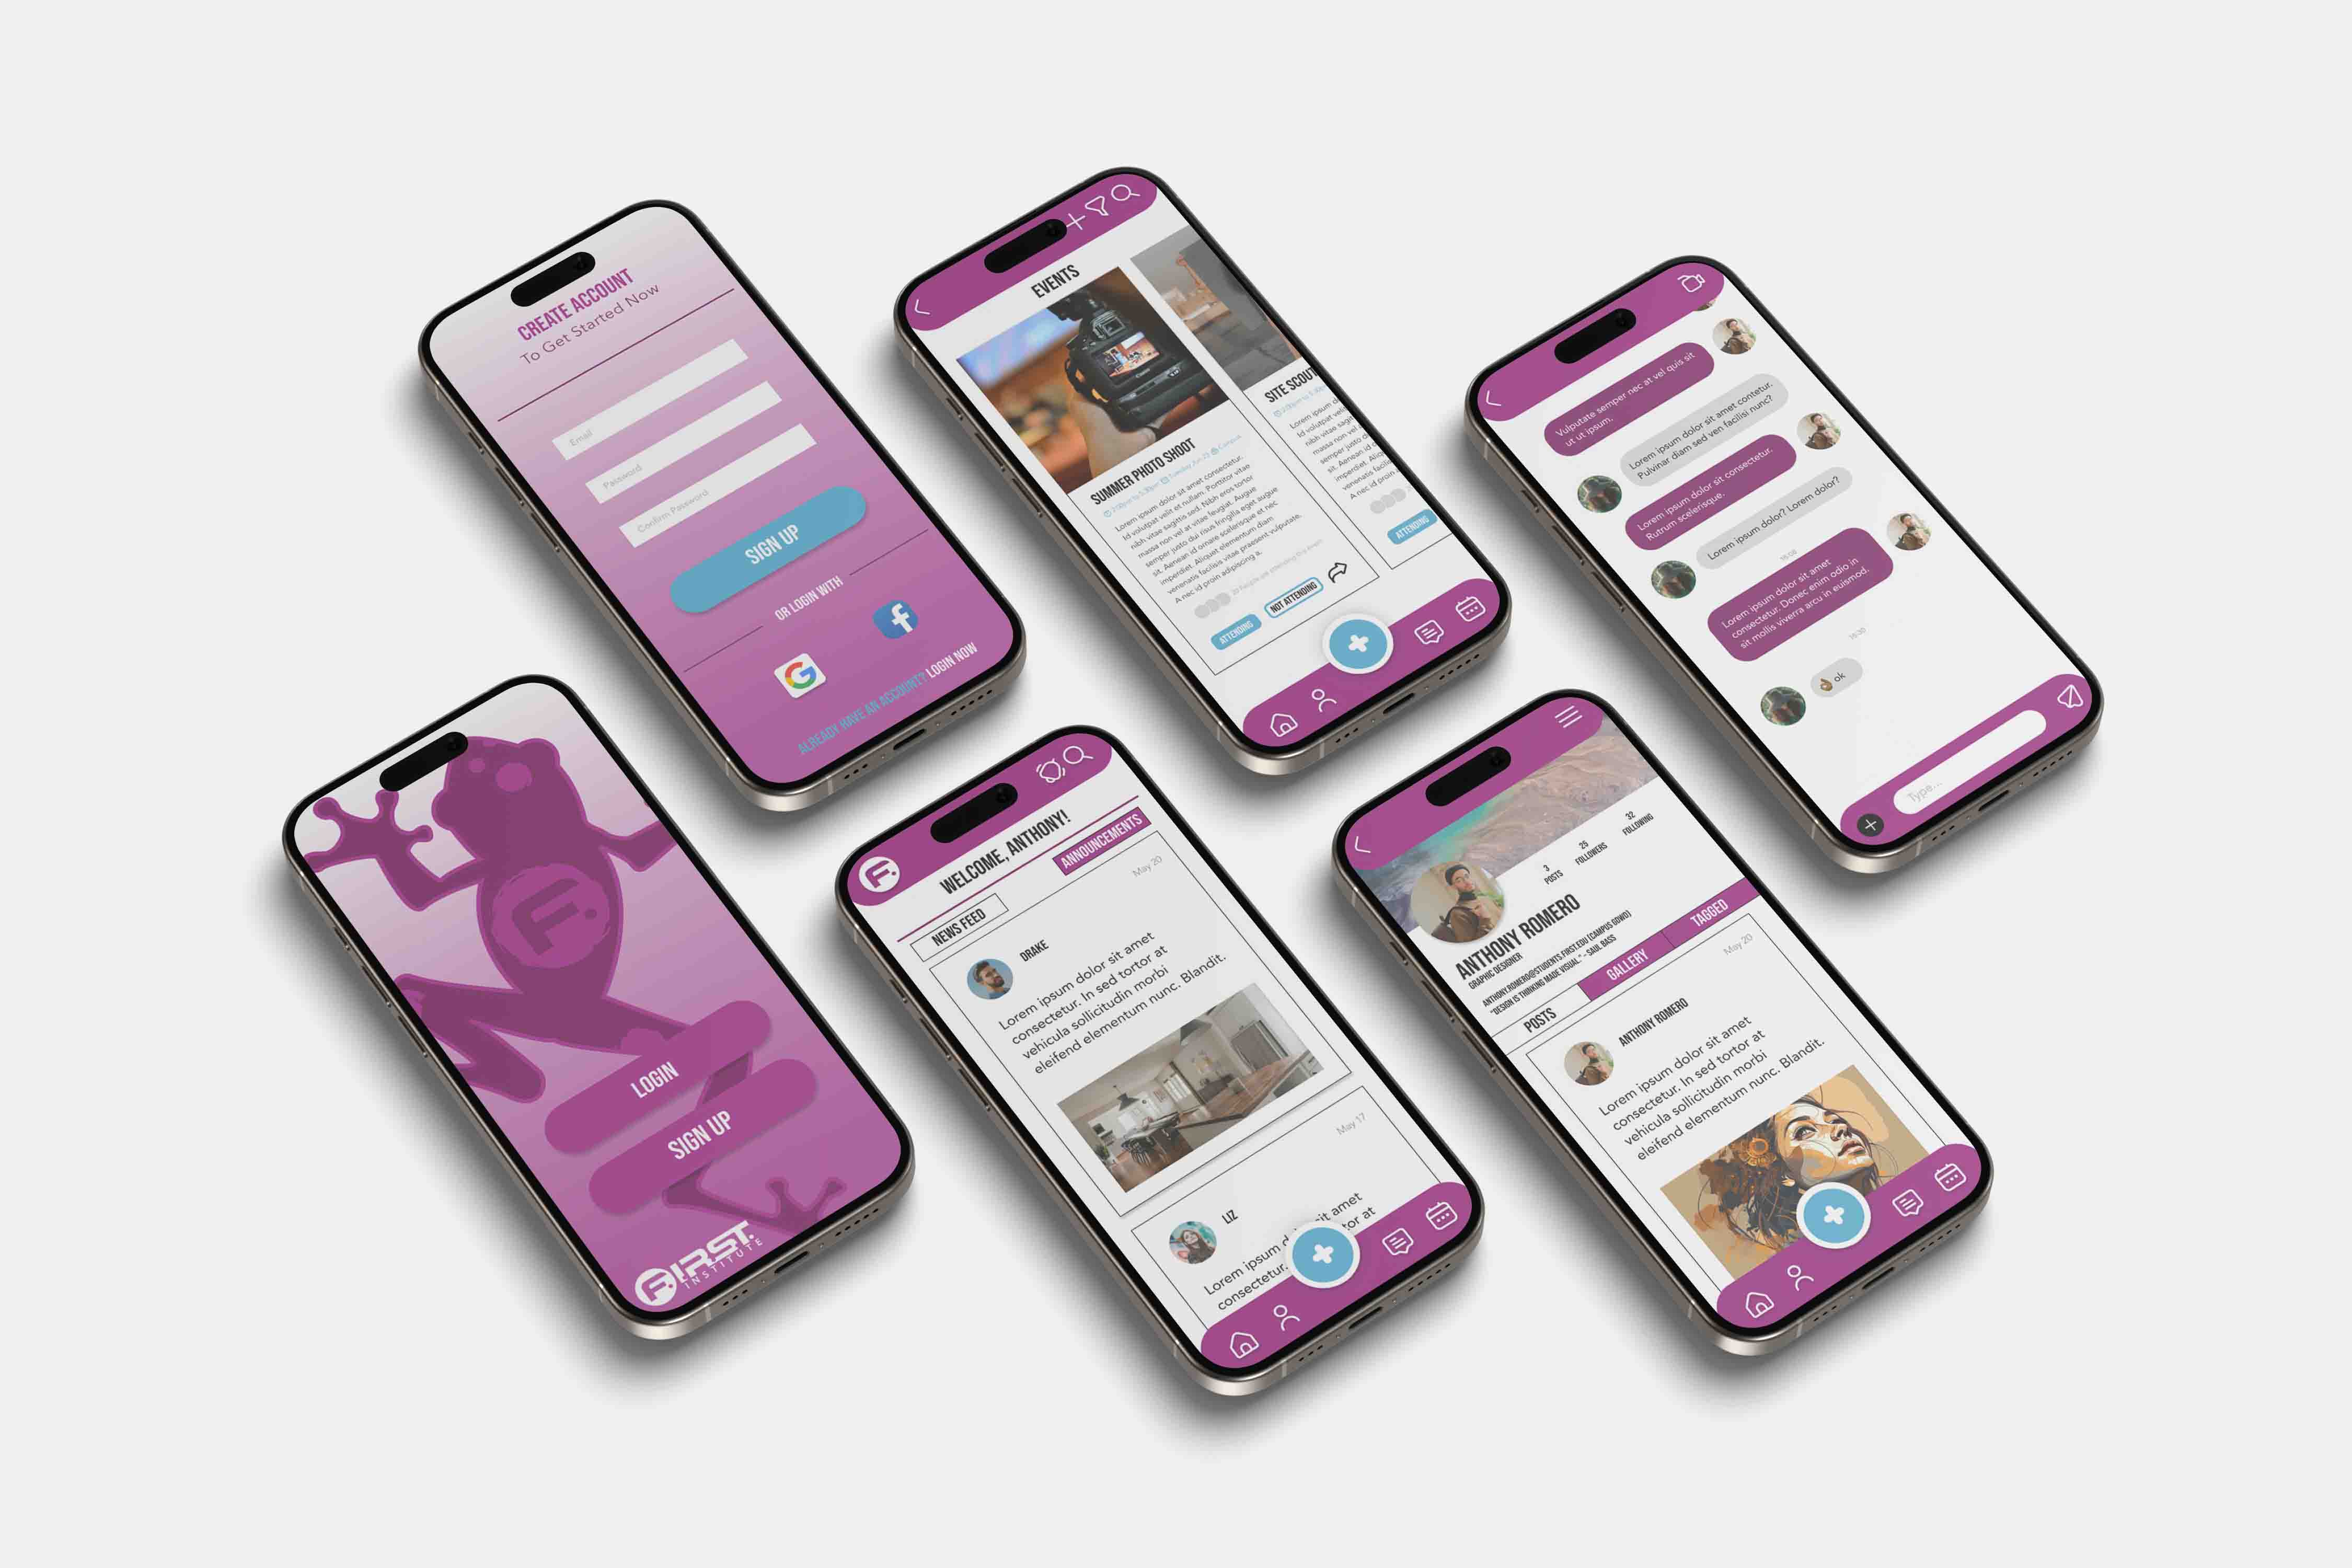 CREATE ACCOUNT
To Get Started Now
Email
Password
Confirm Password
SIGN UP
OR LOGIN WITH
ALREADY HAVE AN ACCOUNT? LOGIN NOW
EVENTS
SUMMER PHOTO SHOOT
Lorem ipsum dolor sit amet consectetur.
Id volutpat velit et nullam. Porttitor vitae
nibh vitae sagittis sed. Nibh eros tortor
massa non vel at vitae feugiat. Augue
semper justo dui risus fringilla eget augue
sit. Aenean id ornare scelerisque et nec
imperdiet. Aliquet elementum diam
venenatis facilisis vitae praesent vulputate.
A nec id proin adipiscing a.
20 People are attending this event
ATTENDING
NOT ATTENDING
SITE SCOUT
Lorem ipsum d
Id volutpat veli
nibh vitae sagi
massa non vel
semper justo d
sit. Aenean id
imperdiet. Aliq
venenatis facili
A nec id proin
ATTENDING
Vulputate semper nec at vel quis sit
ut ut ipsum.
Lorem ipsum dolor sit amet contetur.
Pulvinar diam sed ven facilisi nunc?
Lorem ipsum dolor sit consectetur.
Rutrum scelerisque.
Lorem ipsum dolor? Lorem dolor?
Lorem ipsum dolor sit amet
consectetur. Donec enim odio in
sit mollis viverra arcu in euismod.
👌🏾 ok
Type...
F.
LOGIN
SIGN UP
FIRST.
INSTITUTE
F.
WELCOME, ANTHONY!
NEWS FEED
ANNOUNCEMENTS
May 20
DRAKE
Lorem ipsum dolor sit amet
consectetur. In sed tortor at
vehicula sollicitudin morbi
eleifend elementum nunc. Blandit.
May 17
LIZ
Lorem ipsum d sit amet
consectetur. tor at
3
POSTS
25
FOLLOWERS
32
FOLLOWING
ANTHONY ROMERO
GRAPHIC DESIGNER
ANTHONY.ROMERO@STUDENTS.FIRST.EDU (CAMPUS GDWD)
"DESIGN IS THINKING MADE VISUAL." - SAUL BASS
POSTS
GALLERY
TAGGED
May 20
ANTHONY ROMERO
Lorem ipsum dolor sit amet
consectetur. In sed tortor at
vehicula sollicitudin morbi
eleifend elementum nunc. Blandit.